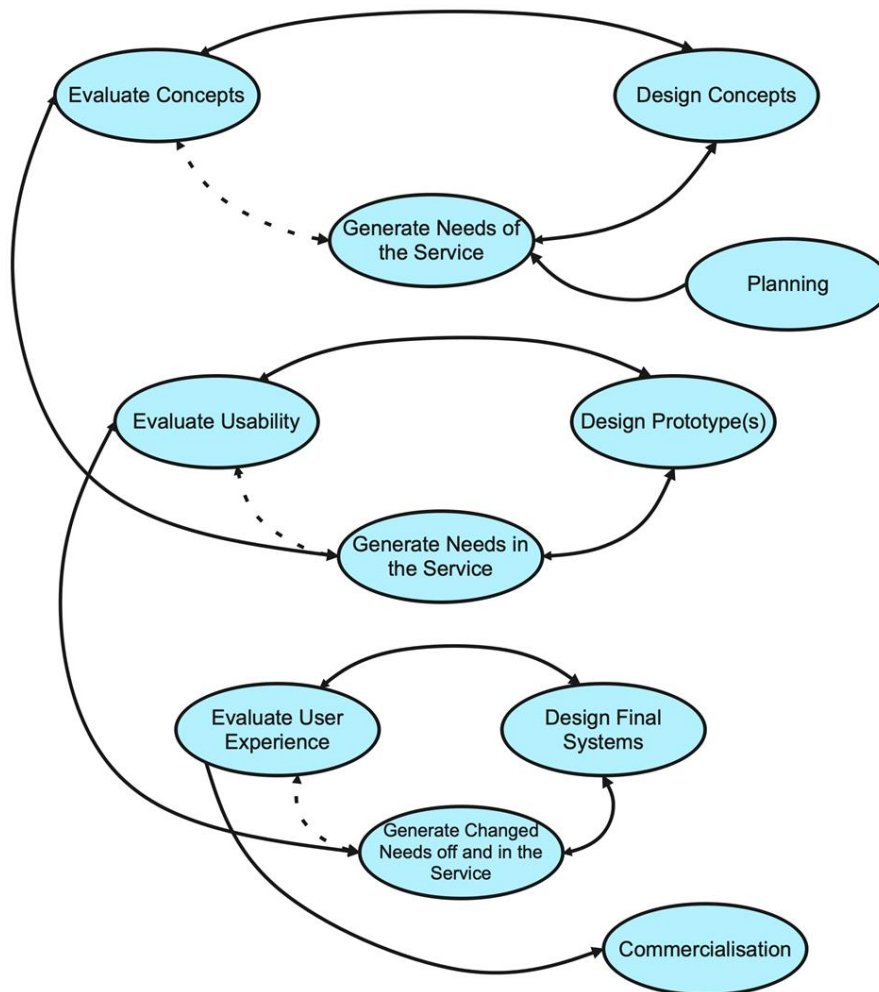 Evaluate Concepts
Design Concepts
Generate Needs of
the Service
Planning
Evaluate Usability
Design Prototype(s)
Generate Needs in
the Service
Evaluate User
Experience
Design Final
Systems
Generate Changed
Needs off and in the
Service
Commercialisation